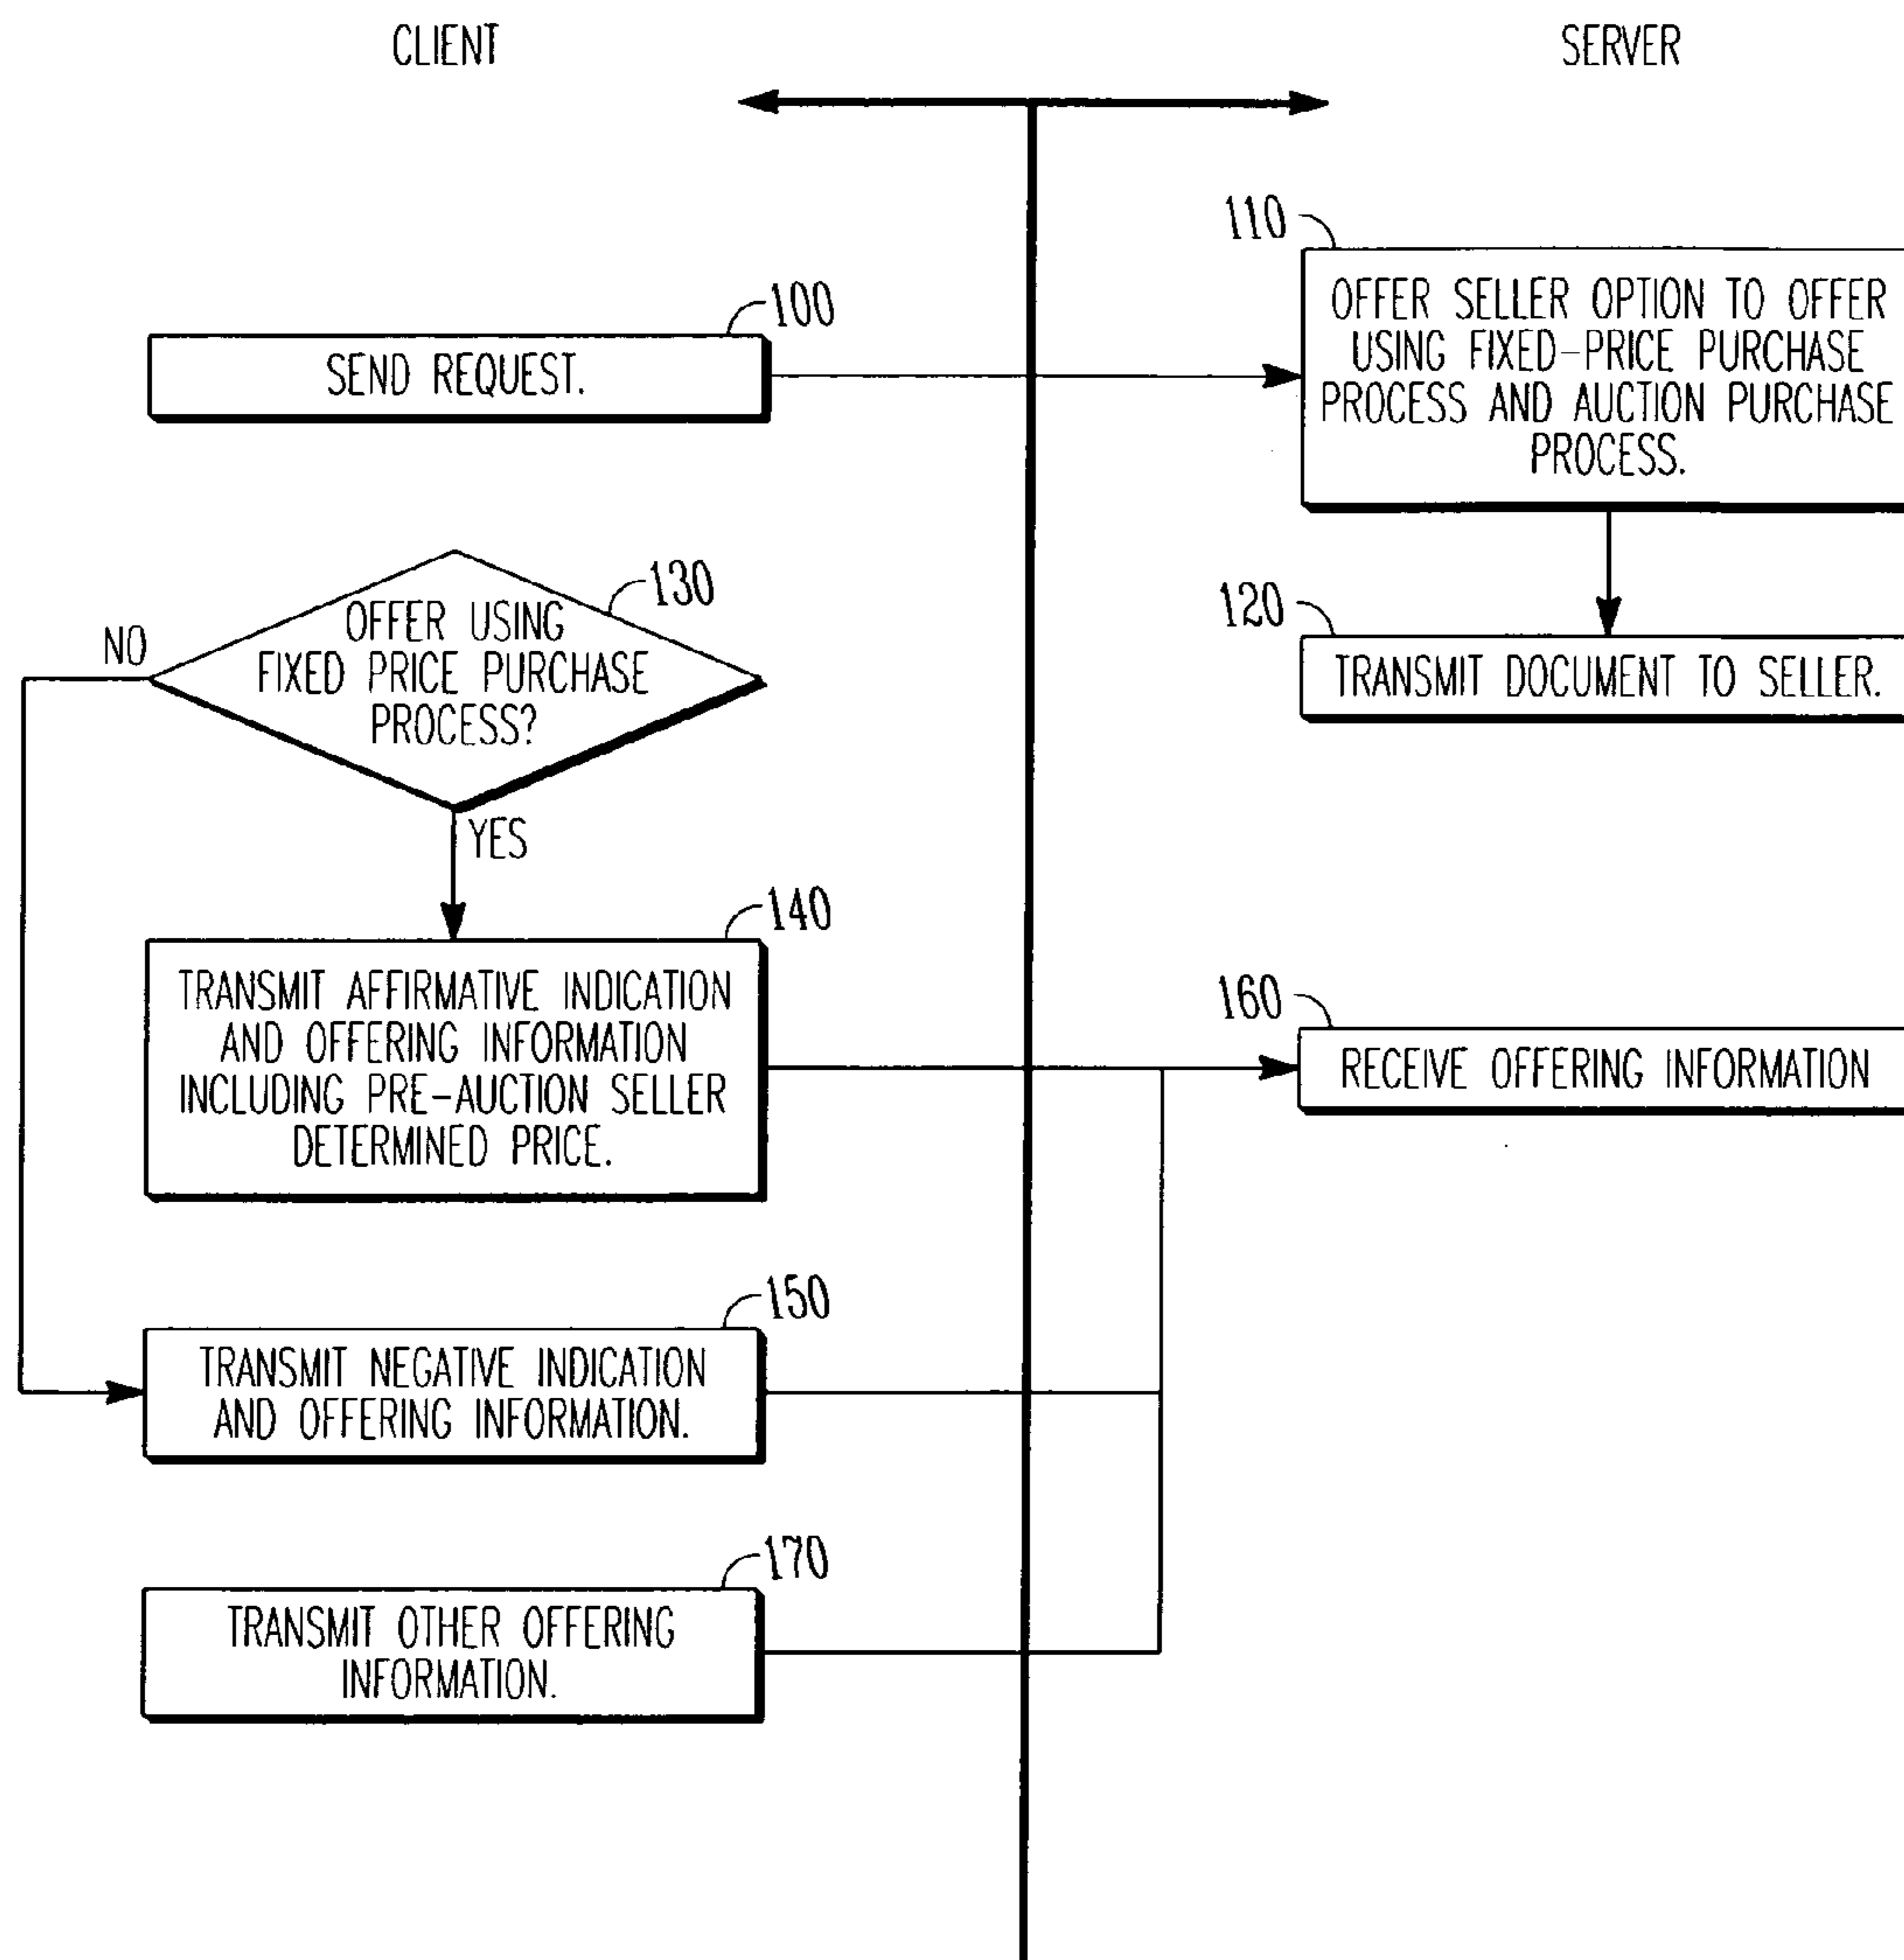 CLIENT
SERVER
110
OFFER SELLER OPTION TO OFFER
USING FIXED-PRICE PURCHASE
PROCESS AND AUCTION PURCHASE
PROCESS.
100
SEND REQUEST.
130
OFFER USING
FIXED PRICE PURCHASE
PROCESS?
NO
YES
120
TRANSMIT DOCUMENT TO SELLER.
140
TRANSMIT AFFIRMATIVE INDICATION
AND OFFERING INFORMATION
INCLUDING PRE-AUCTION SELLER
DETERMINED PRICE.
160
RECEIVE OFFERING INFORMATION
150
TRANSMIT NEGATIVE INDICATION
AND OFFERING INFORMATION.
170
TRANSMIT OTHER OFFERING
INFORMATION.